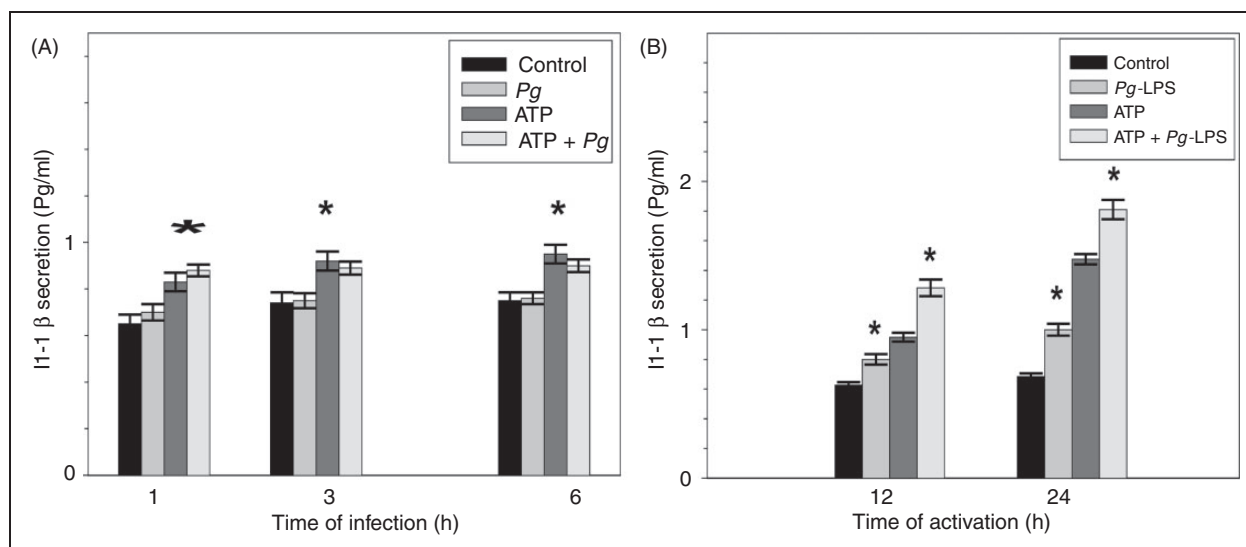 (A)
Control
Pg
ATP
ATP + Pg
*
*
*
1
0
I1-1 β secretion (Pg/ml)
1
3
6
Time of infection (h)
(B)
Control
Pg-LPS
ATP
ATP + Pg-LPS
*
*
*
*
2
1
0
I1-1 β secretion (Pg/ml)
12
24
Time of activation (h)